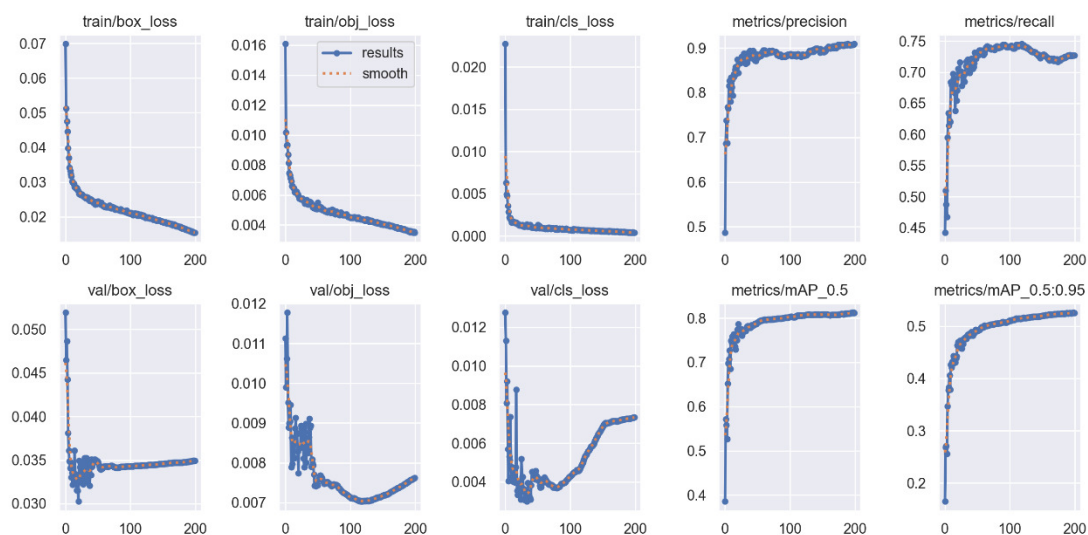 train/box_loss
0.07
0.06
0.05
0.04
0.03
0.02
0 100 200
train/obj_loss
0.016
0.014
0.012
0.010
0.008
0.006
0.004
0 100 200
results
smooth
train/cls_loss
0.020
0.015
0.010
0.005
0.000
0 100 200
metrics/precision
0.9
0.8
0.7
0.6
0.5
0 100 200
metrics/recall
0.75
0.70
0.65
0.60
0.55
0.50
0.45
0 100 200
val/box_loss
0.050
0.045
0.040
0.035
0.030
0 100 200
val/obj_loss
0.012
0.011
0.010
0.009
0.008
0.007
0 100 200
val/cls_loss
0.012
0.010
0.008
0.006
0.004
0 100 200
metrics/mAP_0.5
0.8
0.7
0.6
0.5
0.4
0 100 200
metrics/mAP_0.5:0.95
0.5
0.4
0.3
0.2
0 100 200